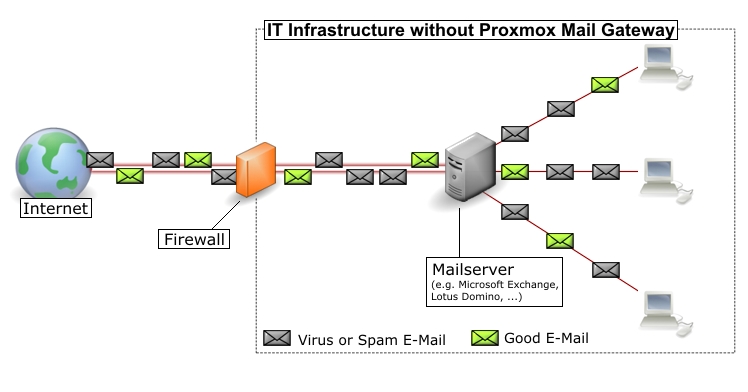 IT Infrastructure without Proxmox Mail Gateway
Internet
Firewall
Mailserver
(e.g. Microsoft Exchange,
Lotus Domino, ...)
Virus or Spam E-Mail
Good E-Mail